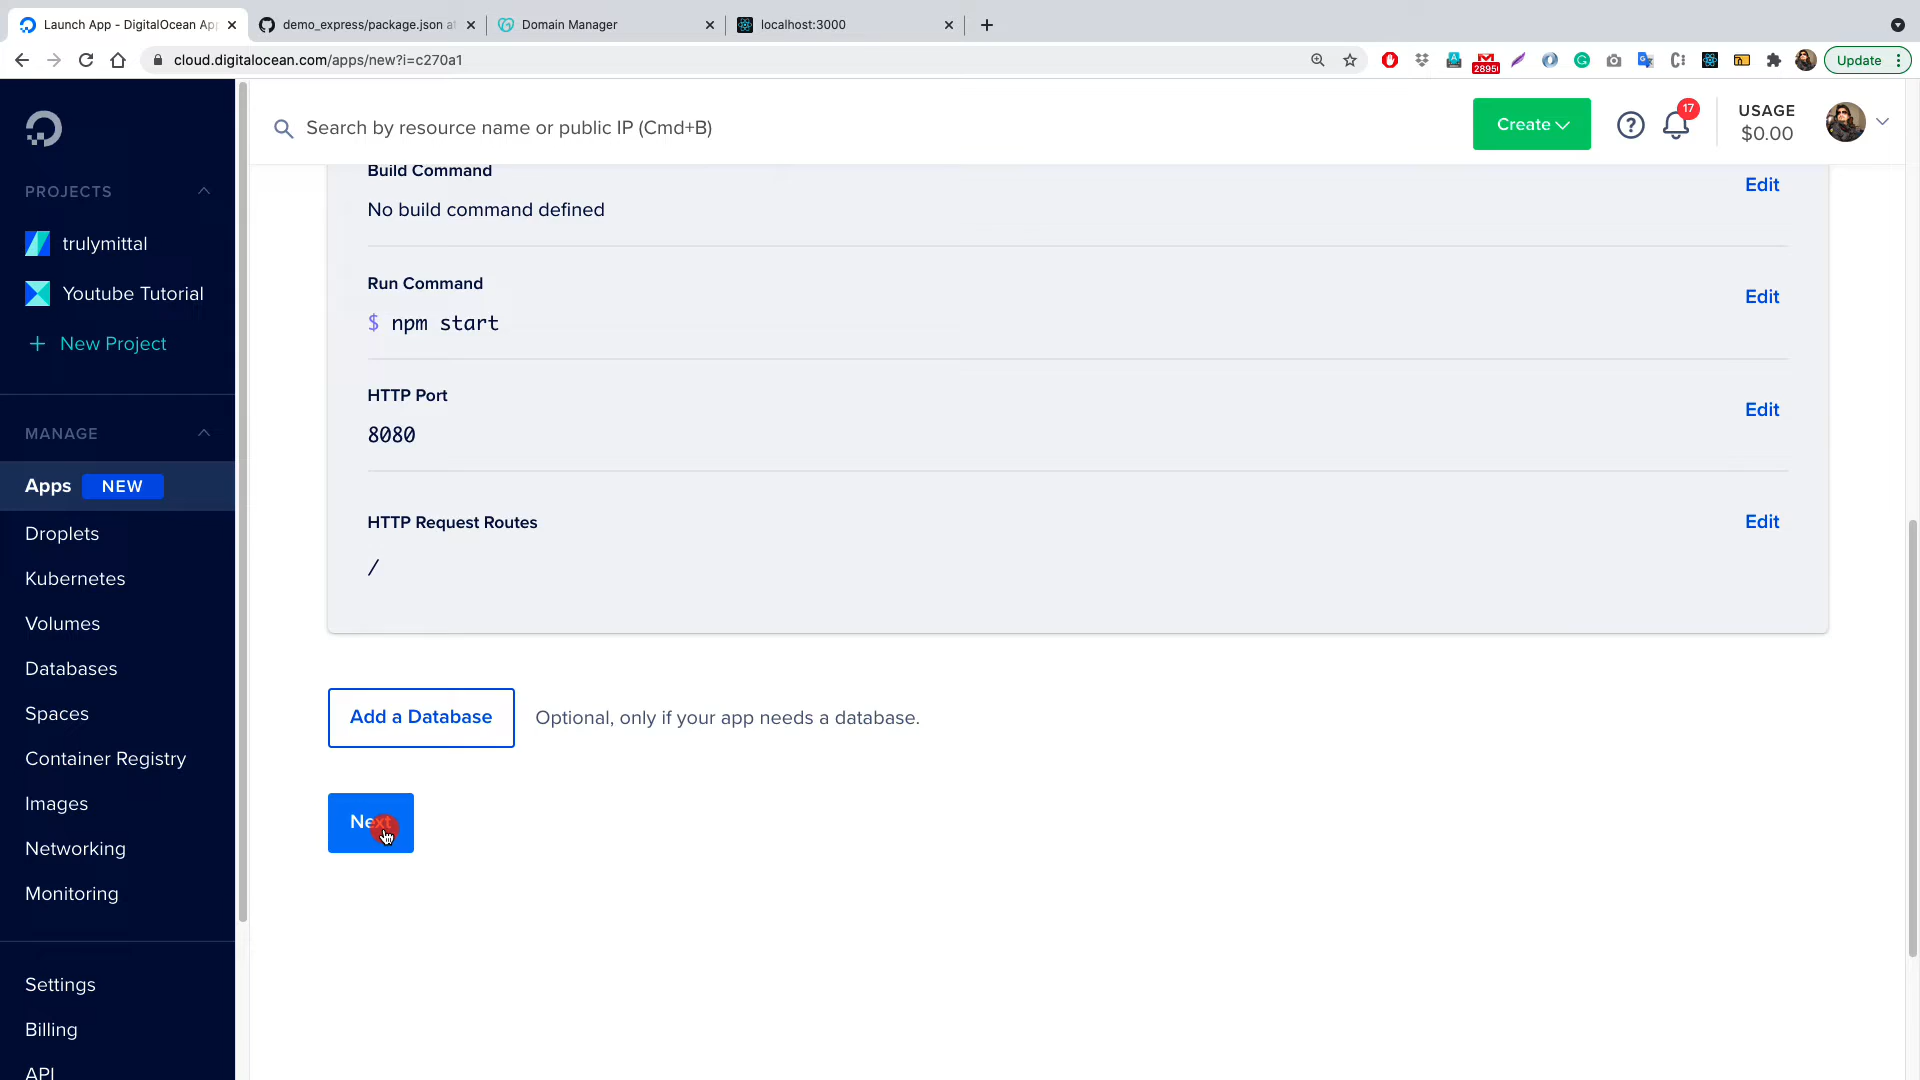 Launch App - DigitalOcean App
demo_express/package.json at
Domain Manager
localhost:3000
cloud.digitalocean.com/apps/new?i=c270a1
Update
Search by resource name or public IP (Cmd+B)
Create
17
USAGE
$0.00
PROJECTS
trulymittal
Youtube Tutorial
+ New Project
MANAGE
Apps NEW
Droplets
Kubernetes
Volumes
Databases
Spaces
Container Registry
Images
Networking
Monitoring
Settings
Billing
API
Build Command
Edit
No build command defined
Run Command
Edit
$ npm start
HTTP Port
Edit
8080
HTTP Request Routes
Edit
/
Add a Database
Optional, only if your app needs a database.
Next